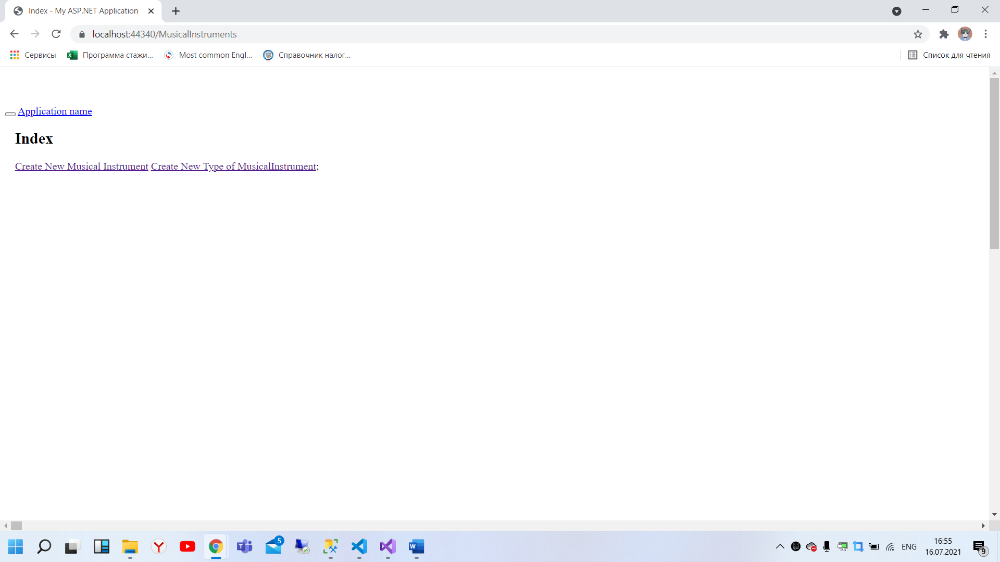 Index - My ASP.NET Application
localhost:44340/MusicalInstruments
Сервисы Программа стажи... Most common Engl... Справочник налог... Список для чтения
Application name
Index
Create New Musical Instrument Create New Type of MusicalInstrument;
5
ENG 16:55
16.07.2021
9